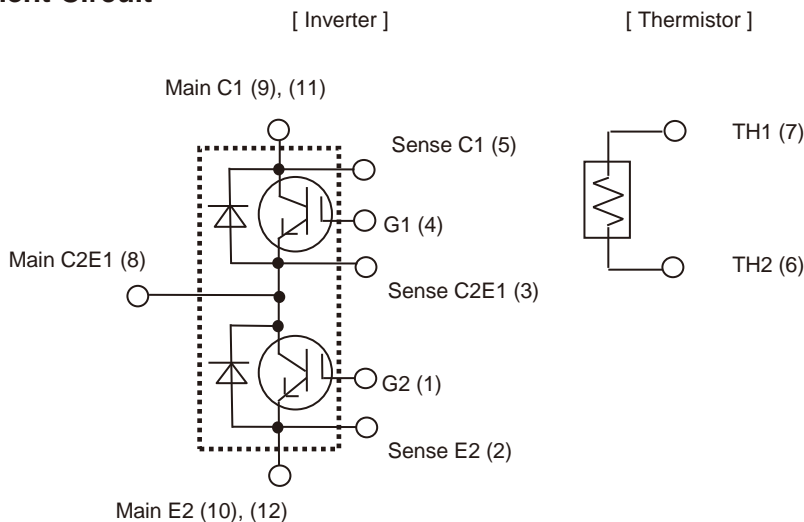 [ Inverter ]
[ Thermistor ]
Main C1 (9), (11)
Sense C1 (5)
TH1 (7)
G1 (4)
Main C2E1 (8)
Sense C2E1 (3)
TH2 (6)
G2 (1)
Sense E2 (2)
Main E2 (10), (12)